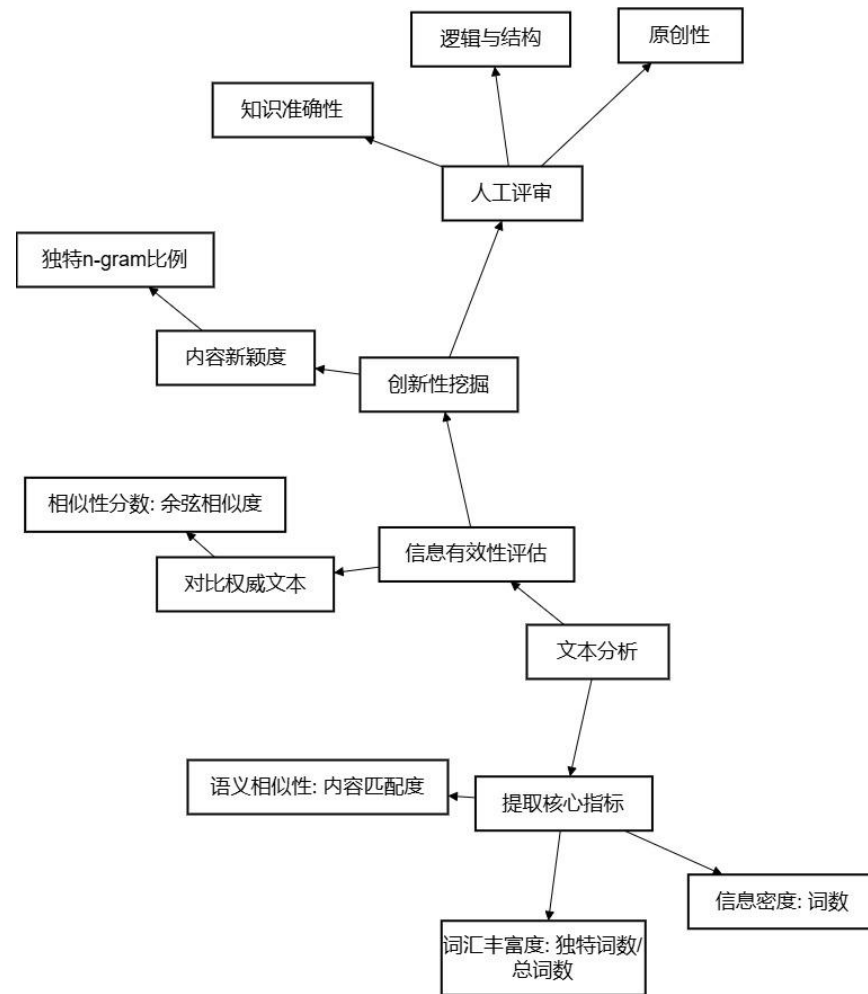 逻辑与结构
原创性
知识准确性
人工评审
独特n-gram比例
内容新颖度
创新性挖掘
相似性分数: 余弦相似度
信息有效性评估
对比权威文本
文本分析
语义相似性: 内容匹配度
提取核心指标
信息密度: 词数
词汇丰富度: 独特词数/
总词数